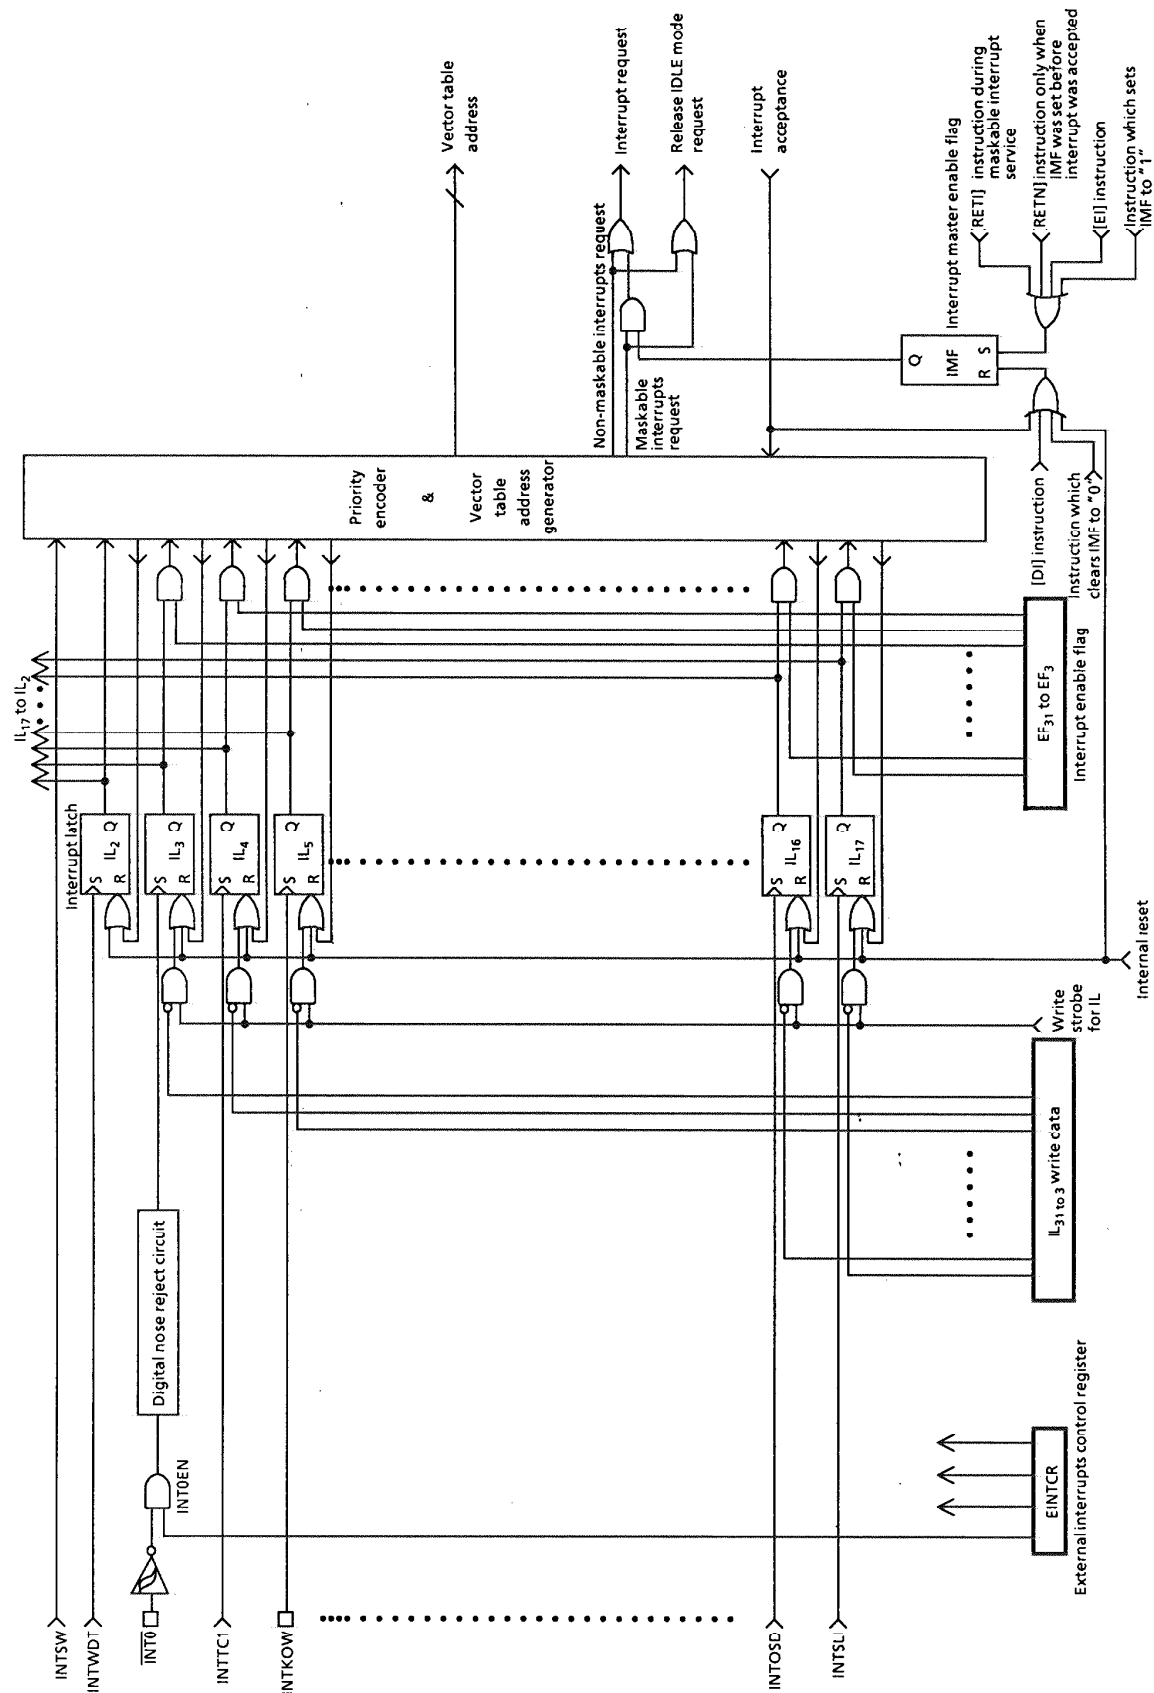 INTSW
INTWDT
INT0
INTTC1
INTKOW
INTOSD
INTSLI
INT0EN
Digital nose reject circuit
EINTCR
External interrupts control register
IL31 to 3 write data
Write
strobe
for IL
Internal reset
Interrupt latch
S
R
IL2
Q
S
R
IL3
Q
S
R
IL4
Q
S
R
IL5
Q
S
R
IL16
Q
S
R
IL17
Q
IL17 to IL2
EF31 to EF3
Interrupt enable flag
Priority
encoder
&
Vector
table
address
generator
Vector table
address
Non-maskable interrupts request
Maskable
interrupts
request
Interrupt request
Release IDLE mode
request
Interrupt
acceptance
Interrupt master enable flag
Q
IMF
R S
[DI] instruction
Instruction which
clears IMF to "0"
RETI] instruction during
maskable interrupt
service
RETN] instruction only when
IMF was set before
interrupt was accepted
[EI] instruction
Instruction which sets
IMF to "1"